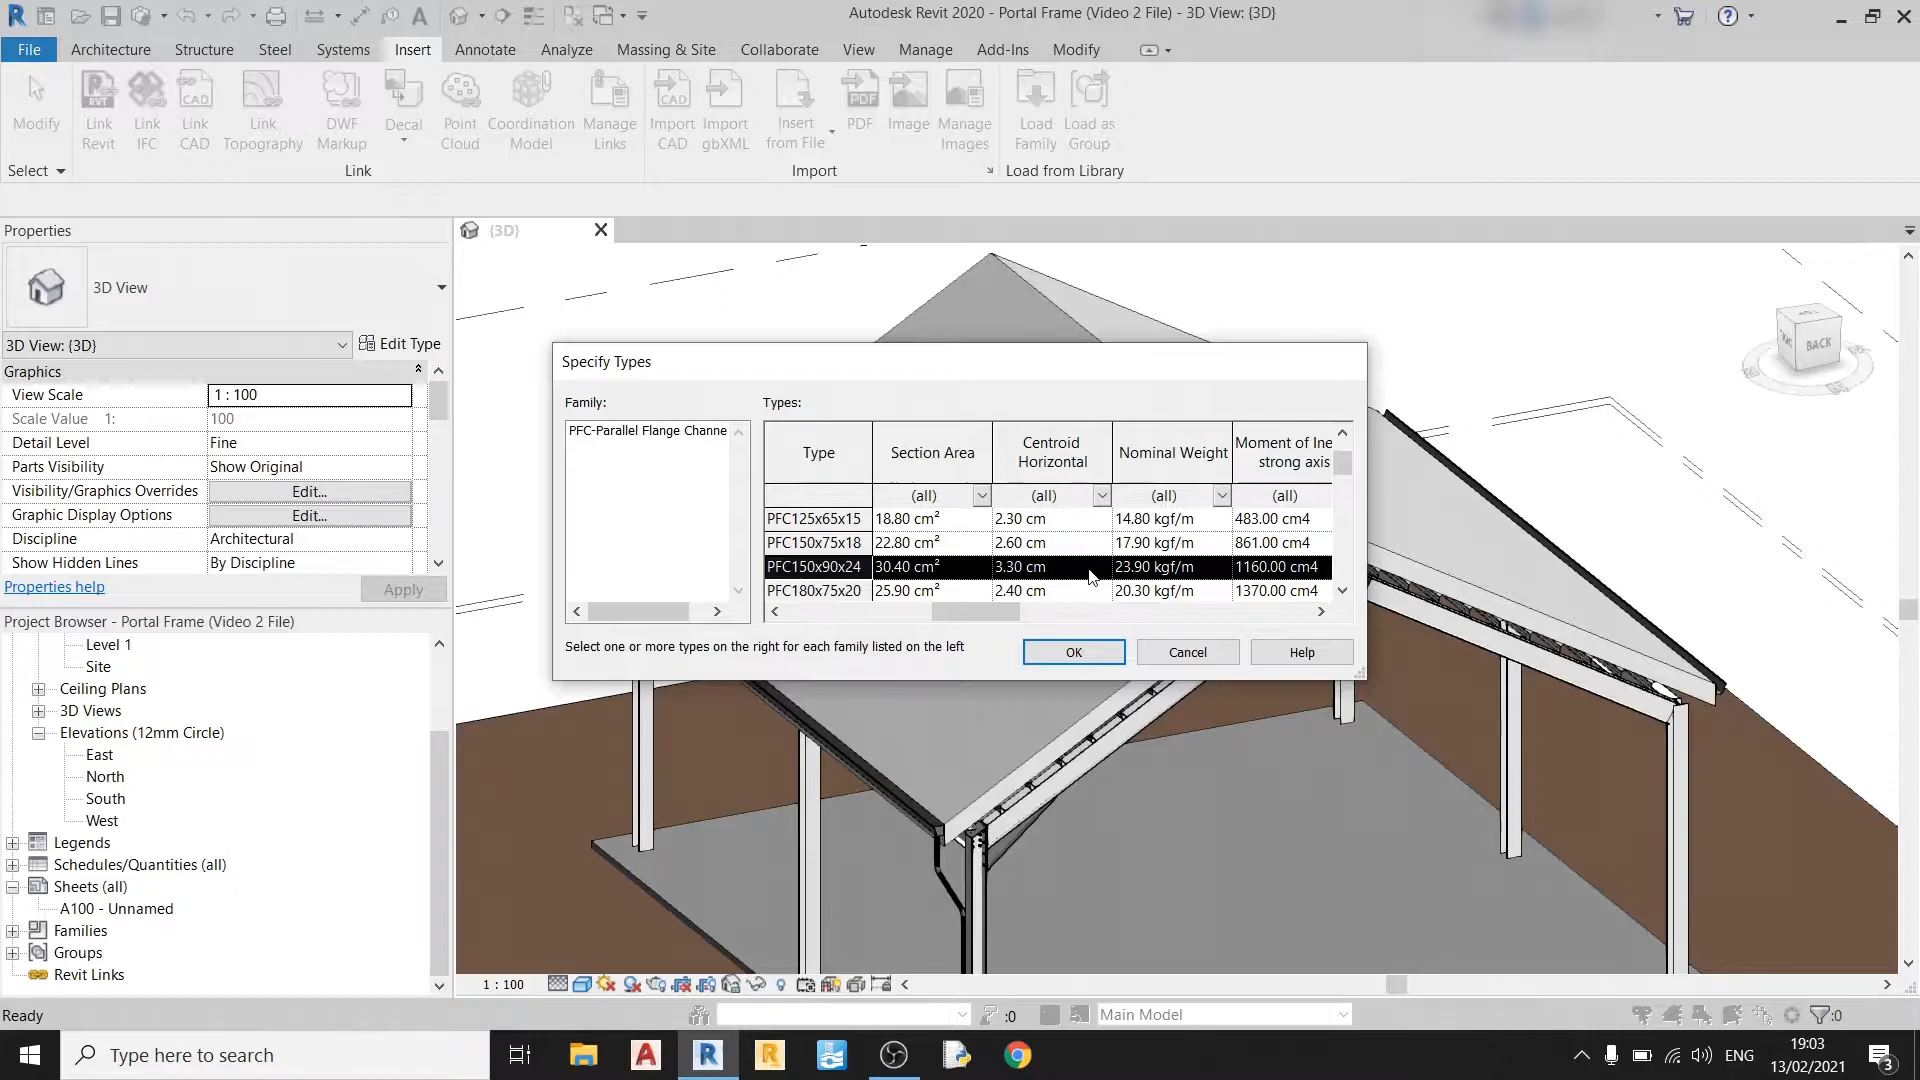 Autodesk Revit 2020 - Portal Frame (Video 2 File) - 3D View: {3D}
File Architecture Structure Steel Systems Insert Annotate Analyze Massing & Site Collaborate View Manage Add-Ins Modify
Modify
Link Revit
Link IFC
Link CAD
Link Topography
DWF Markup
Decal
Point Cloud
Coordination Model
Manage Links
Import CAD
Import gbXML
Insert from File
PDF
Image
Manage Images
Load Family
Load as Group
Select Link Import Load from Library
Properties
{3D}
3D View
3D View: {3D} Edit Type
Graphics
View Scale 1 : 100
Scale Value 1: 100
Detail Level Fine
Parts Visibility Show Original
Visibility/Graphics Overrides Edit...
Graphic Display Options Edit...
Discipline Architectural
Show Hidden Lines By Discipline
Properties help Apply
Project Browser - Portal Frame (Video 2 File)
Level 1
Site
Ceiling Plans
3D Views
Elevations (12mm Circle)
East
North
South
West
Legends
Schedules/Quantities (all)
Sheets (all)
A100 - Unnamed
Families
Groups
Revit Links
Specify Types
Family: Types:
PFC-Parallel Flange Channe
Type Section Area Centroid Horizontal Nominal Weight Moment of Ine strong axis
(all) (all) (all) (all)
PFC125x65x15 18.80 cm² 2.30 cm 14.80 kgf/m 483.00 cm4
PFC150x75x18 22.80 cm² 2.60 cm 17.90 kgf/m 861.00 cm4
PFC150x90x24 30.40 cm² 3.30 cm 23.90 kgf/m 1160.00 cm4
PFC180x75x20 25.90 cm² 2.40 cm 20.30 kgf/m 1370.00 cm4
Select one or more types on the right for each family listed on the left
OK Cancel Help
BACK
1 : 100
Ready :0 Main Model :0
Type here to search
ENG
19:03
13/02/2021
3